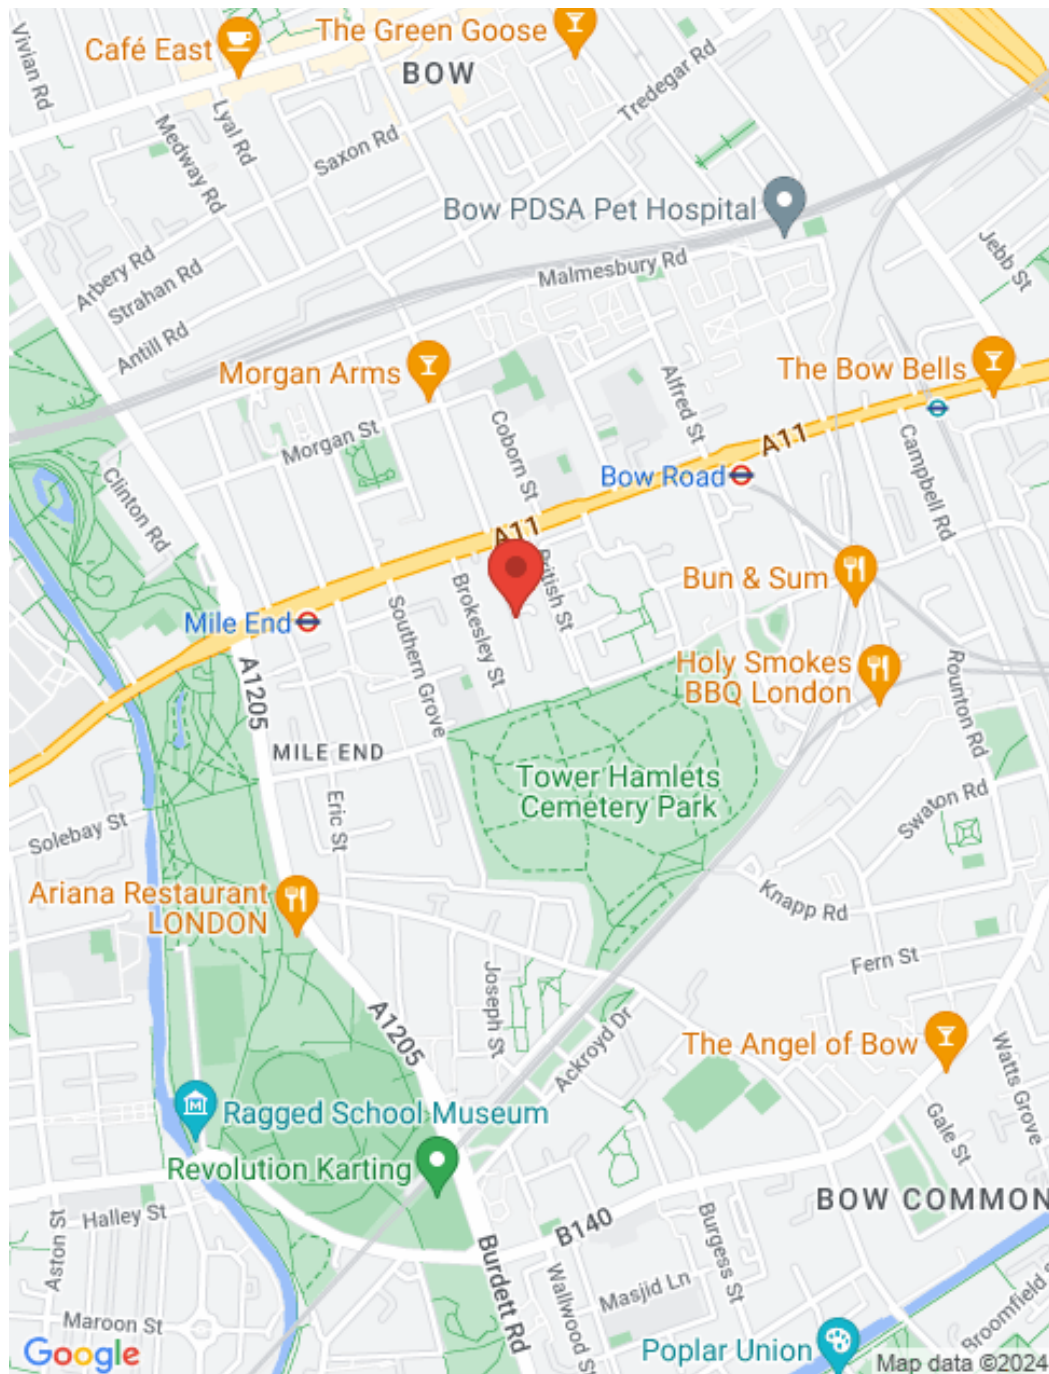 The Green Goose
Café East
BOW
Vivian Rd
Tredegar Rd
Lyal Rd
Medway Rd
Saxon Rd
Bow PDSA Pet Hospital
Jebb St
Malmesbury Rd
Arbery Rd
Strahan Rd
Antill Rd
Morgan Arms
The Bow Bells
Alfred St
Coborn St
Morgan St
A11
Campbell Rd
Bow Road
Clinton Rd
A11
British St
Bun & Sum
Brokesley St
Southern Grove
Mile End
Holy Smokes
BBQ London
A1205
Rounton Rd
MILE END
Tower Hamlets
Cemetery Park
Eric St
Swaton Rd
Solebay St
Ariana Restaurant
LONDON
Knapp Rd
Fern St
Joseph St
A1205
Ackroyd Dr
The Angel of Bow
Watts Grove
Ragged School Museum
Gale St
Revolution Karting
BOW COMMON
Halley St
B140
Burgess St
Aston St
Burdett Rd
Wallwood St
Masjid Ln
Broomfield S
Maroon St
Poplar Union
Google
Map data ©2024